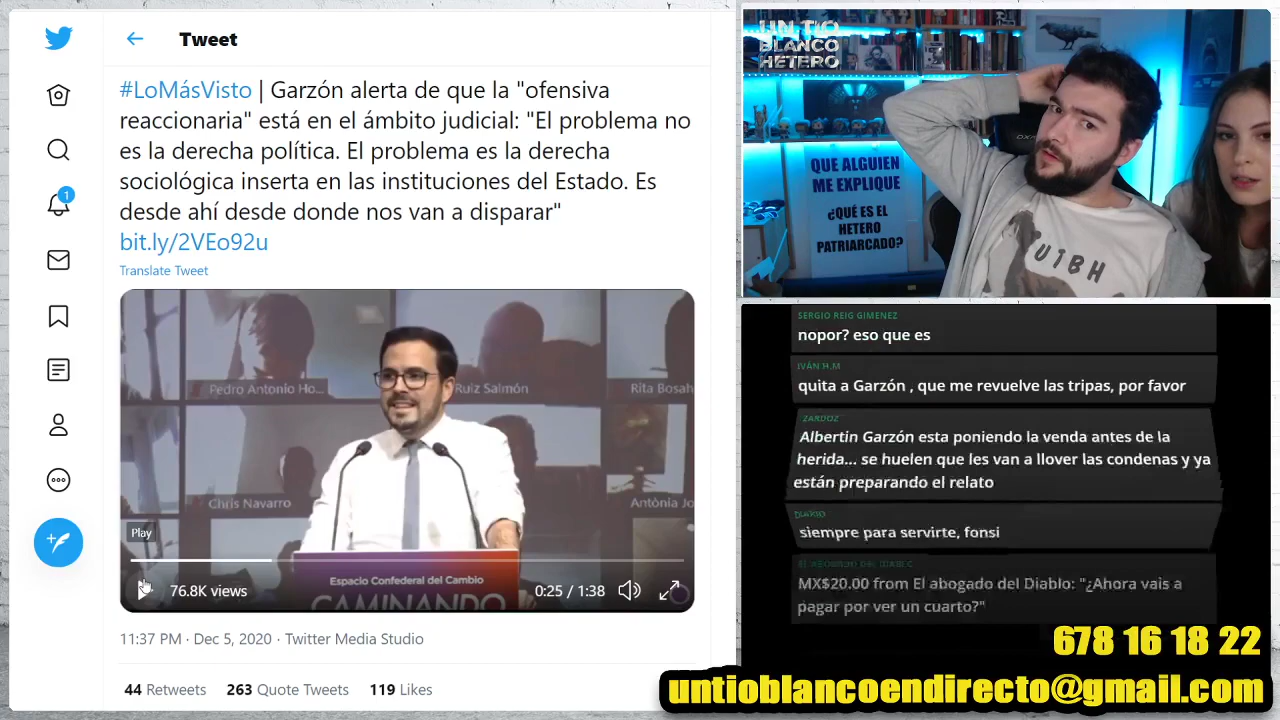 Tweet
#LoMásVisto | Garzón alerta de que la "ofensiva
reaccionaria" está en el ámbito judicial: "El problema no
es la derecha política. El problema es la derecha
sociológica inserta en las instituciones del Estado. Es
desde ahí desde donde nos van a disparar"
bit.ly/2VEo92u
Translate Tweet
1
Pedro Antonio Ho...
Ruiz Salmón
Rita Bosah
Chris Navarro
Antònia Jo
Play
Espacio Confederal del Cambio
CAMINANDO
76.8K views
0:25 / 1:38
11:37 PM · Dec 5, 2020 · Twitter Media Studio
44 Retweets 263 Quote Tweets 119 Likes
UN TIO
BLANCO
HETERO
QUE ALGUIEN
ME EXPLIQUE
¿QUÉ ES EL
HETERO
PATRIARCADO?
UTBH
SERGIO REIG GIMENEZ
nopor? eso que es
IVÁN H.M
quita a Garzón , que me revuelve las tripas, por favor
ZARDOZ
Albertin Garzón esta poniendo la venda antes de la
herida... se huelen que les van a llover las condenas y ya
están preparando el relato
siempre para servirte, fonsi
EL ABOGADO DEL DIABLO
MX$20.00 from El abogado del Diablo: "¿Ahora vais a
pagar por ver un cuarto?"
678 16 18 22
untioblancoendirecto@gmail.com